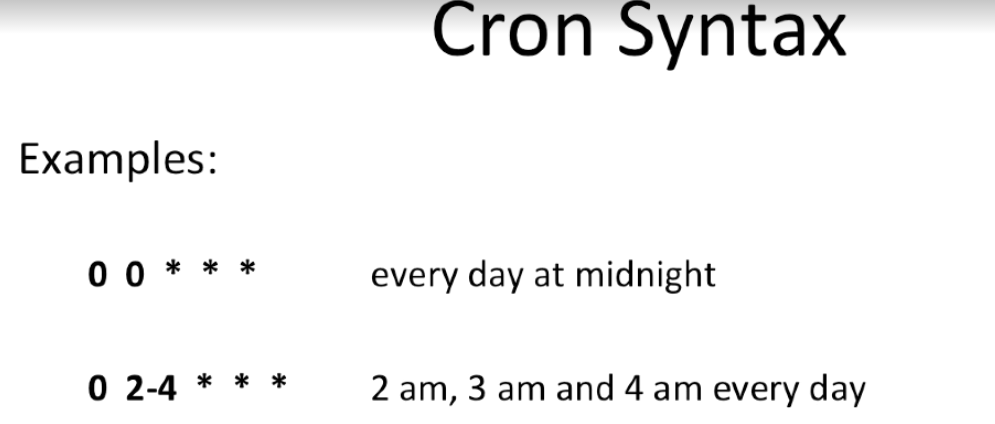 Cron Syntax
Examples:
0 0 * * * every day at midnight
0 2-4 * * * 2 am, 3 am and 4 am every day